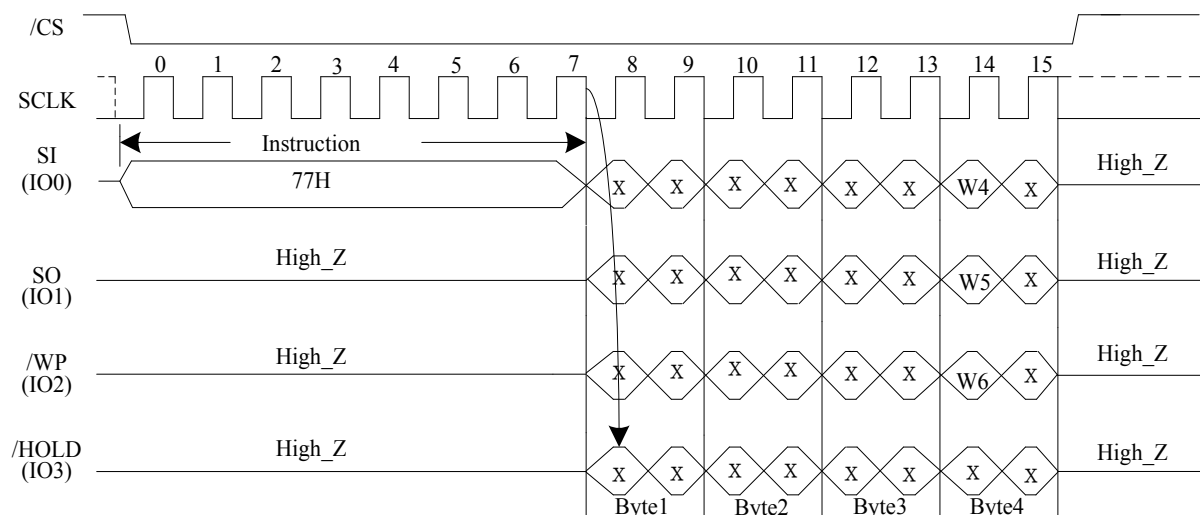 /CS
0 1 2 3 4 5 6 7 8 9 10 11 12 13 14 15
SCLK
Instruction
SI
(IO0)
77H
X X X X X X W4 X
High_Z
SO
(IO1)
High_Z
X X X X X X W5 X
High_Z
/WP
(IO2)
High_Z
X X X X X X W6 X
High_Z
/HOLD
(IO3)
High_Z
X X X X X X X X
High_Z
Byte1 Byte2 Byte3 Byte4